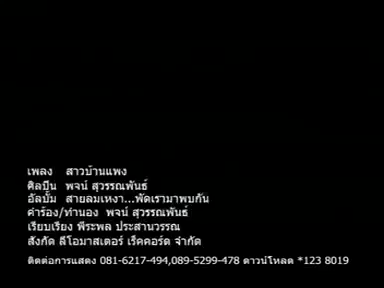 เพลง สาวบ้านแพง
ศิลปิน พจน์ สุวรรณพันธ์
อัลบั้ม สายลมเหงา...พัดเรามาพบกัน
คำร้อง/ทำนอง พจน์ สุวรรณพันธ์
เรียบเรียง พีระพล ประสานวรรณ
สังกัด ลีโอมาสเตอร์ เร็คคอร์ด จำกัด
ติดต่อการแสดง 081-6217-494,089-5299-478 ดาวน์โหลด *123 8019